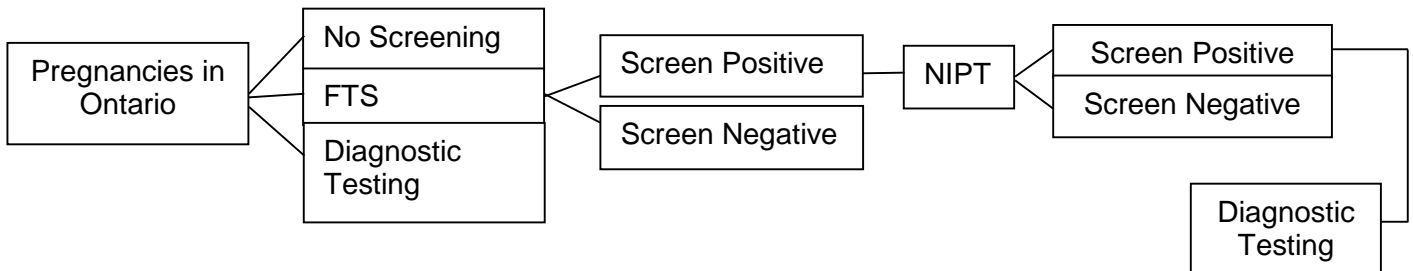 Pregnancies in
Ontario
No Screening
FTS
Diagnostic
Testing
Screen Positive
Screen Negative
NIPT
Screen Positive
Screen Negative
Diagnostic
Testing